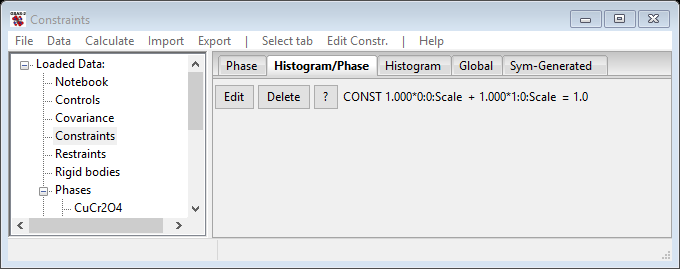 Constraints
File Data Calculate Import Export | Select tab Edit Constr. | Help
Loaded Data:
Notebook
Controls
Covariance
Constraints
Restraints
Rigid bodies
Phases
CuCr2O4
Phase Histogram/Phase Histogram Global Sym-Generated
Edit Delete ? CONST 1.000*0:0:Scale + 1.000*1:0:Scale = 1.0